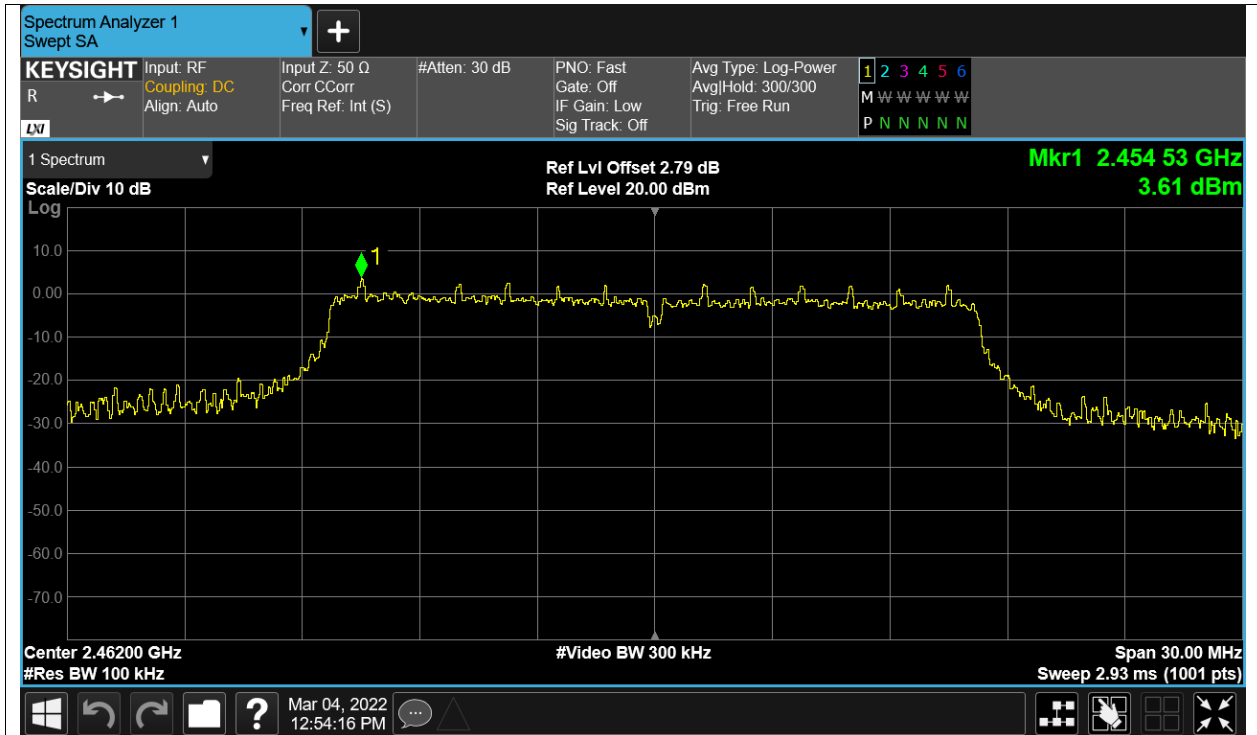 Spectrum Analyzer 1
Swept SA
+
KEYSIGHT
R
LXI
Input: RF
Coupling: DC
Align: Auto
Input Z: 50 Ω
Corr CCorr
Freq Ref: Int (S)
#Atten: 30 dB
PNO: Fast
Gate: Off
IF Gain: Low
Sig Track: Off
Avg Type: Log-Power
Avg|Hold: 300/300
Trig: Free Run
1 2 3 4 5 6
M W W W W W
P N N N N N
1 Spectrum
Scale/Div 10 dB
Log
Ref Lvl Offset 2.79 dB
Ref Level 20.00 dBm
Mkr1 2.454 53 GHz
3.61 dBm
1
10.0
0.00
-10.0
-20.0
-30.0
-40.0
-50.0
-60.0
-70.0
Center 2.46200 GHz
#Video BW 300 kHz
Span 30.00 MHz
#Res BW 100 kHz
Sweep 2.93 ms (1001 pts)
?
Mar 04, 2022
12:54:16 PM